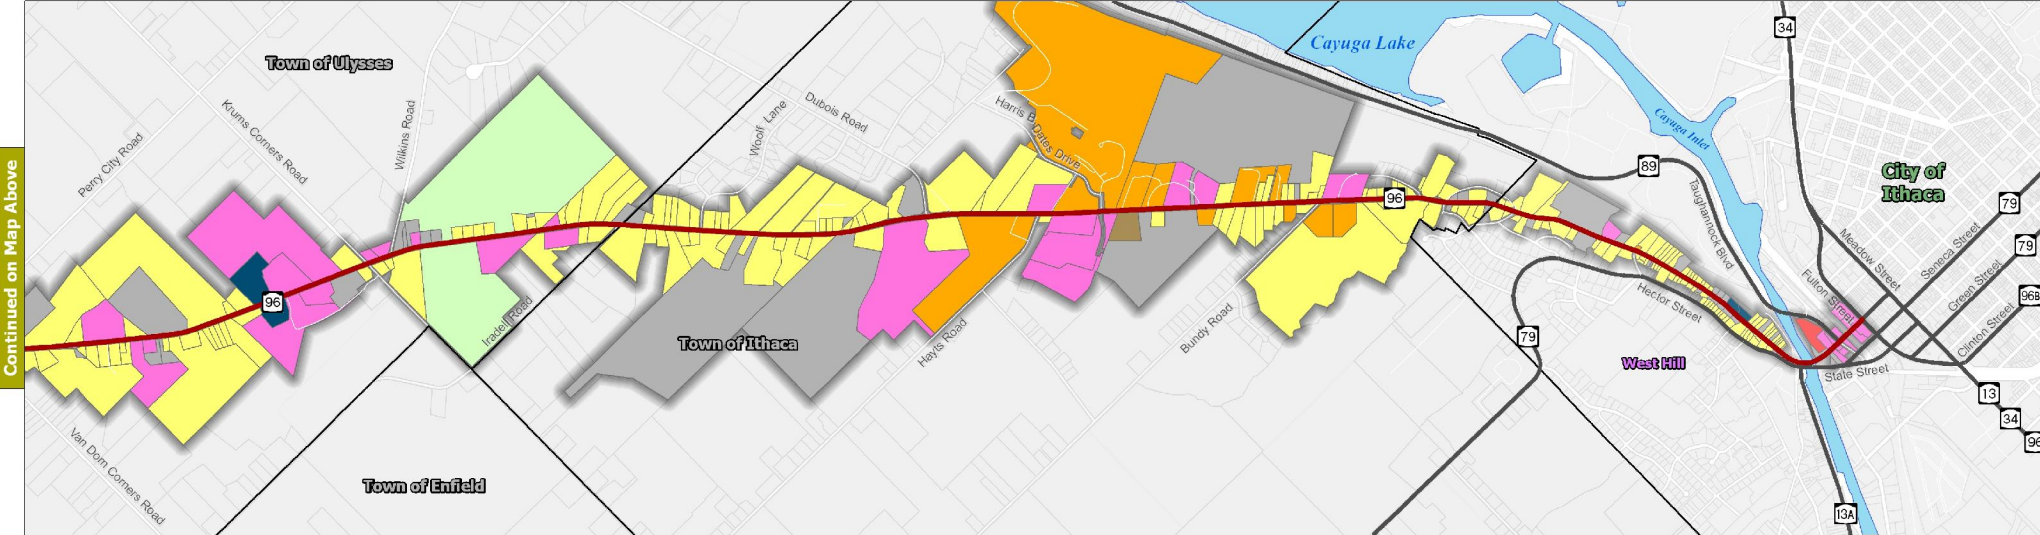 Continued on Map Above
Town of Ulysses
Perry City Road
Krums Corners Road
Wilkins Road
Van Dorn Corners Road
96
Town of Enfield
Iradell Road
Woolf Lane
Dubois Road
Town of Ithaca
Hayts Road
Harris B Dates Drive
Bundy Road
96
Cayuga Lake
89
Taughannock Blvd
Cayuga Inlet
34
City of
Ithaca
79
79
96B
Meadow Street
Seneca Street
Green Street
Clinton Street
Fulton Street
Hector Street
79
West Hill
State Street
13
34
96
13A